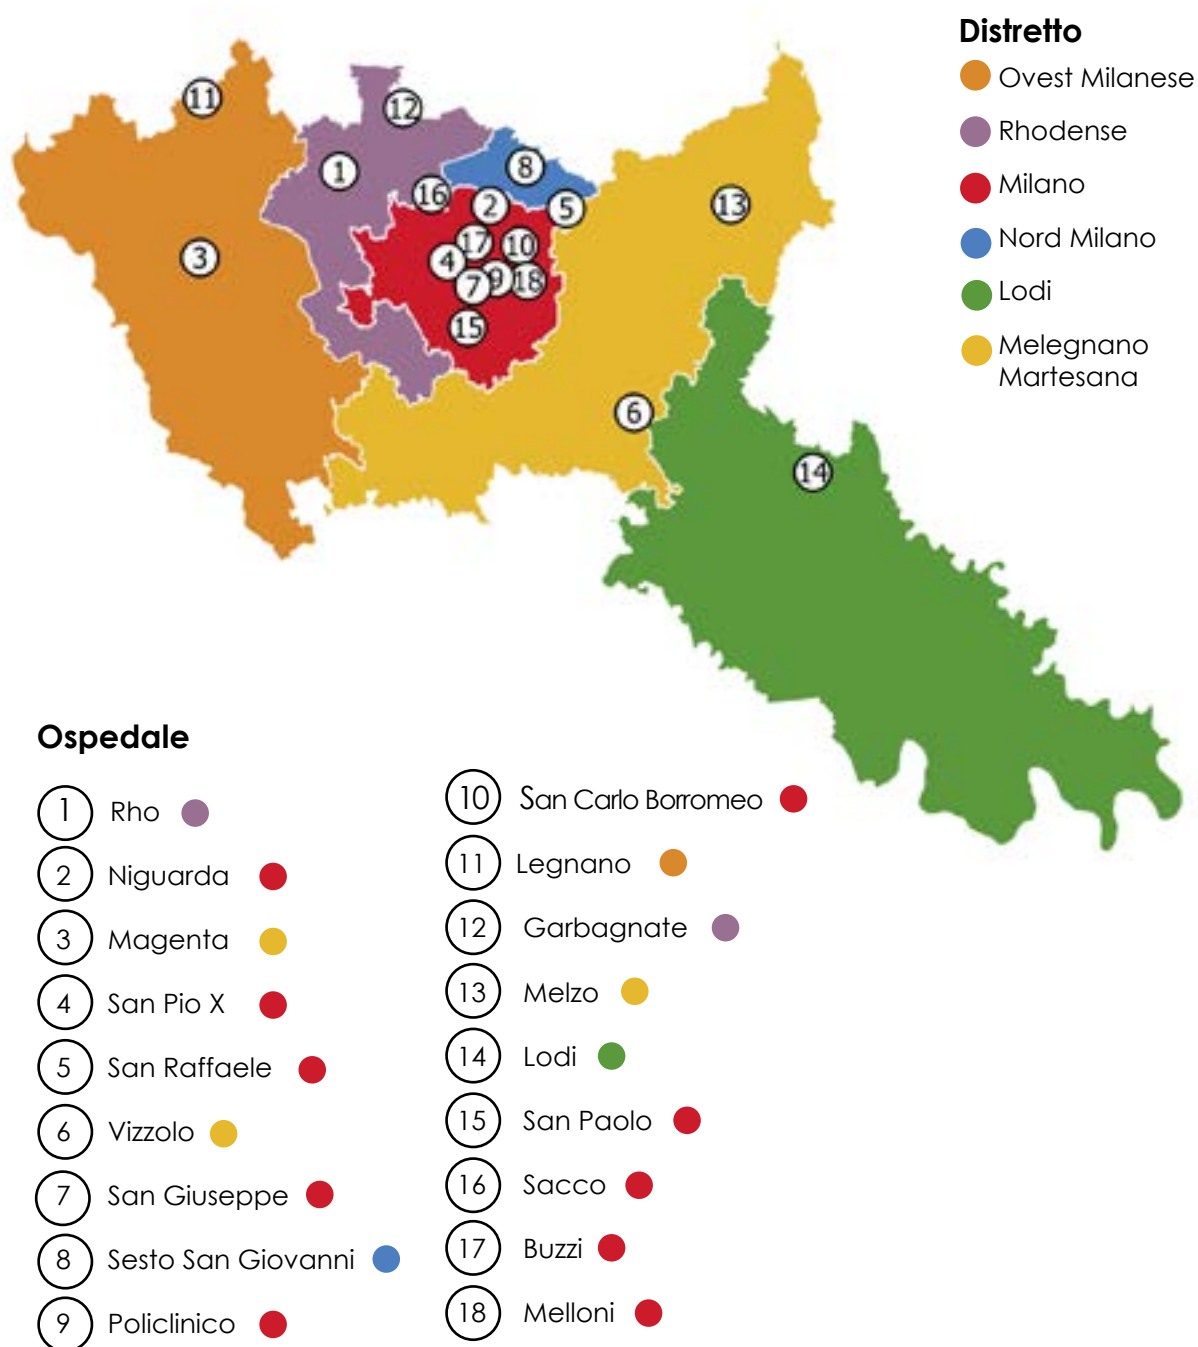 Distretto
Ovest Milanese
Rhodense
Milano
Nord Milano
Lodi
Melegnano
Martesana
11
12
1
8
16
2
5
13
17
10
3
4
9
18
7
15
6
14
Ospedale
1 Rho
2 Niguarda
3 Magenta
4 San Pio X
5 San Raffaele
6 Vizzolo
7 San Giuseppe
8 Sesto San Giovanni
9 Policlinico
10 San Carlo Borromeo
11 Legnano
12 Garbagnate
13 Melzo
14 Lodi
15 San Paolo
16 Sacco
17 Buzzi
18 Melloni